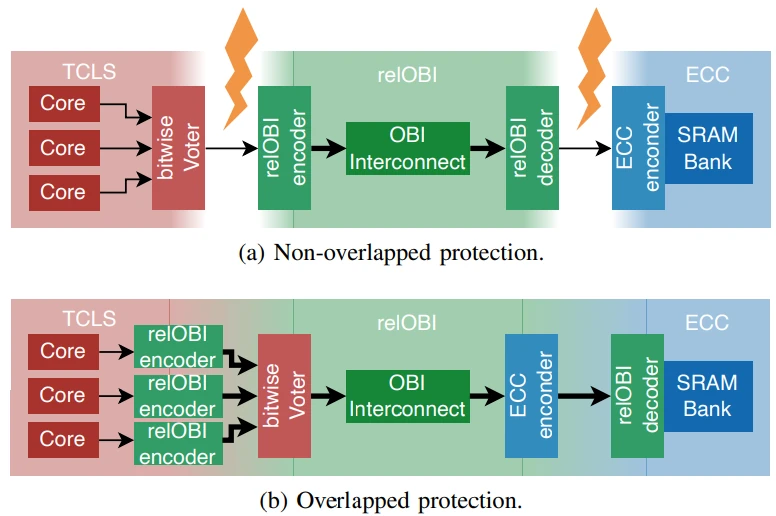 TCLS
relOBI
ECC
Core
Core
Core
bitwise
Voter
relOBI
encoder
OBI
Interconnect
relOBI
decoder
ECC
enconder
SRAM
Bank
(a) Non-overlapped protection.
TCLS
relOBI
ECC
Core
Core
Core
relOBI
encoder
relOBI
encoder
relOBI
encoder
bitwise
Voter
OBI
Interconnect
ECC
enconder
relOBI
decoder
SRAM
Bank
(b) Overlapped protection.